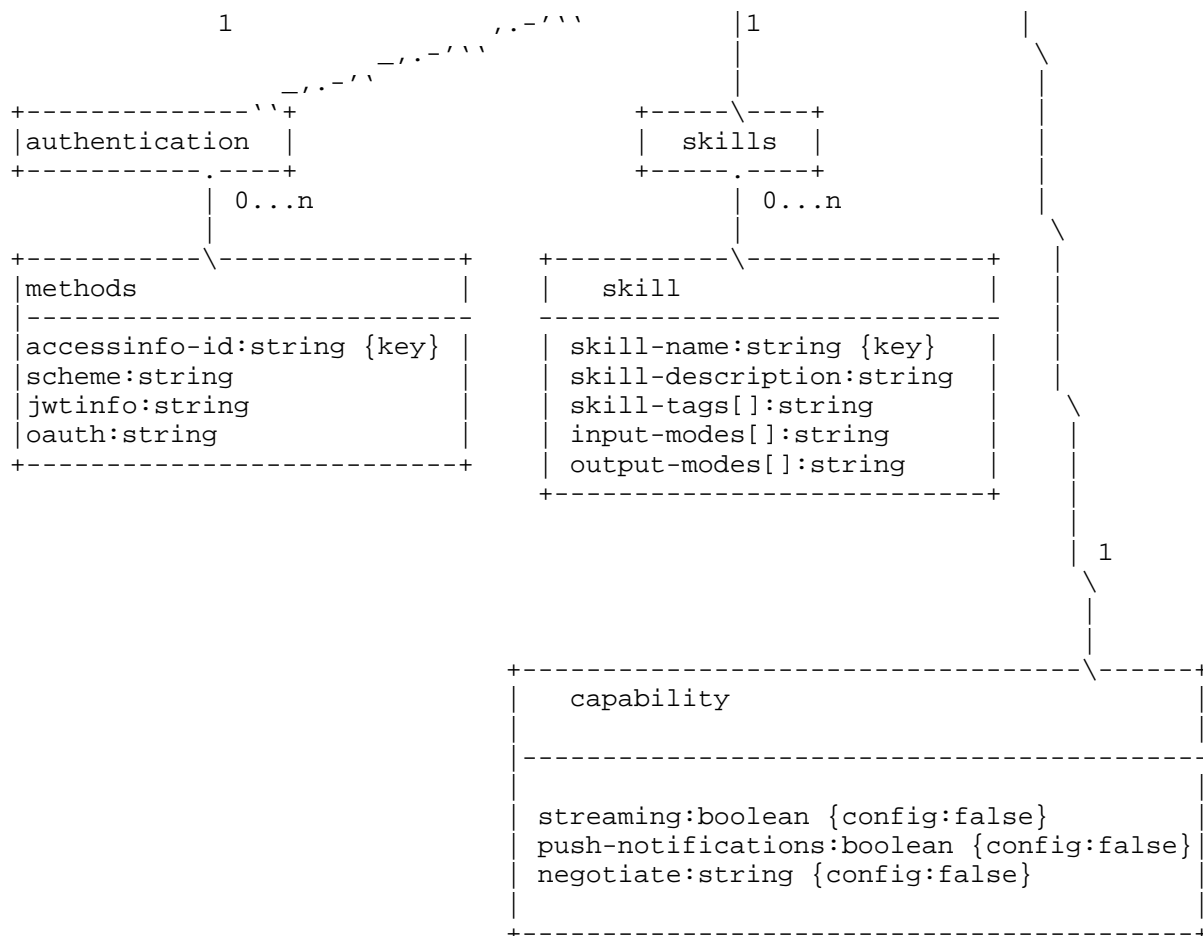 1 1
authentication skills
0...n 0...n
methods skill
accessinfo-id:string {key} skill-name:string {key}
scheme:string skill-description:string
jwtinfo:string skill-tags[]:string
oauth:string input-modes[]:string
output-modes[]:string
1
capability
streaming:boolean {config:false}
push-notifications:boolean {config:false}
negotiate:string {config:false}